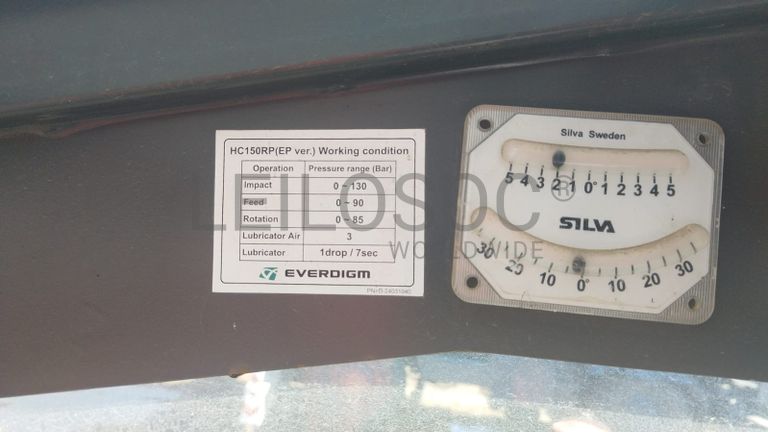 HC150RP(EP ver.) Working condition
Operation Pressure range (Bar)
Impact 0 ~ 130
Feed 0 ~ 90
Rotation 0 ~ 85
Lubricator Air 3
Lubricator 1drop / 7sec
EVERDIGM
Silva Sweden
5 4 3 2 1 0° 1 2 3 4 5
SILVA
30 20 10 0° 10 20 30
LEILOSOC®
WORLDWIDE